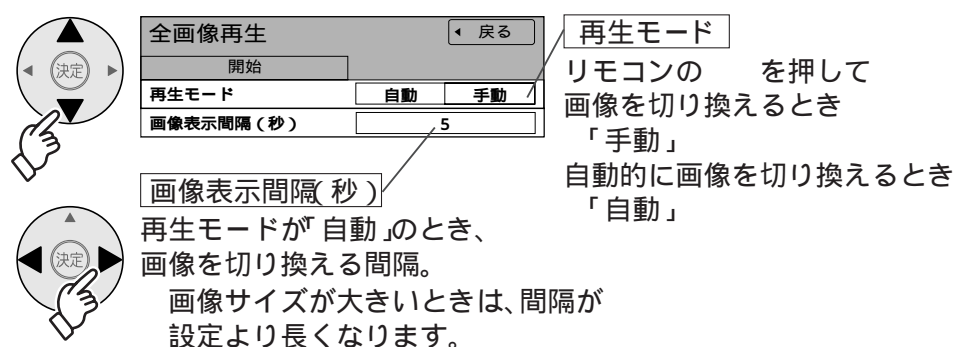 決定
全画像再生
戻る
開始
再生モード 自動 手動
画像表示間隔(秒) 5
再生モード
リモコンの を押して
画像を切り換えるとき
「手動」
自動的に画像を切り換えるとき
「自動」
画像表示間隔(秒)
再生モードが「自動」のとき、
画像を切り換える間隔。
画像サイズが大きいときは、間隔が
設定より長くなります。
決定